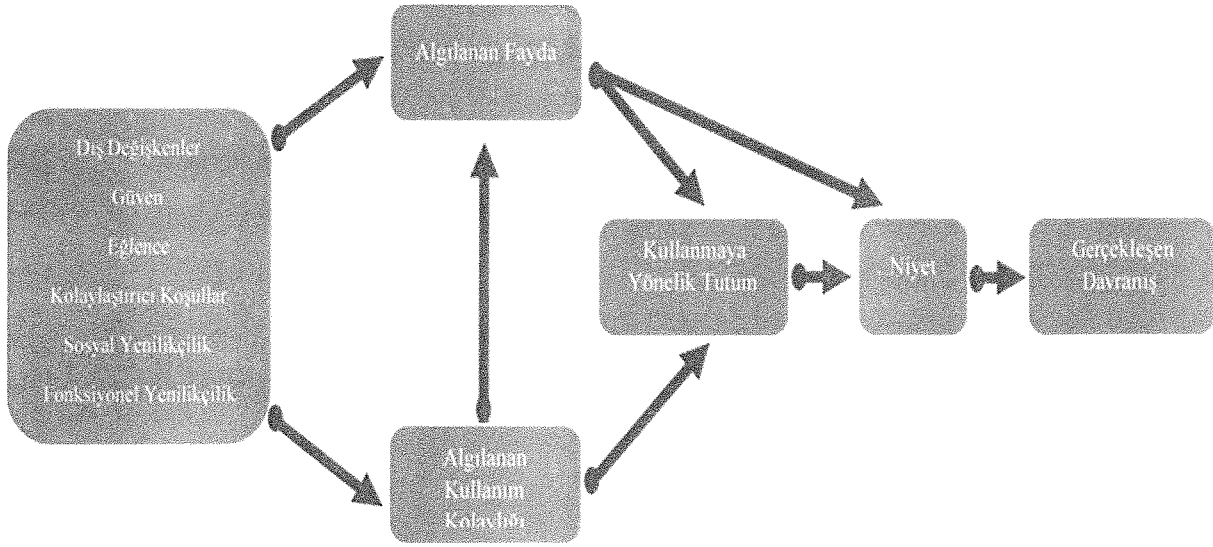 Algılanan Fayda
Dış Değişkenler
Güven
Eğlence
Kolaylaştırıcı Koşullar
Sosyal Yenilikçilik
Fonksiyonel Yenilikçilik
Kullanmaya
Yönelik Tutum
Niyet
Gerçekleşen
Davranış
Algılanan
Kullanım
Kolaylığı